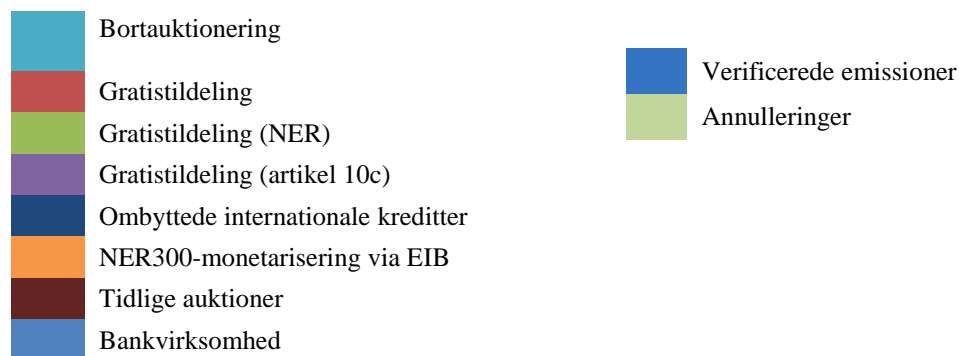 Bortauktionering
Gratistildeling
Gratistildeling (NER)
Gratistildeling (artikel 10c)
Ombyttede internationale kreditter
NER300-monetarisering via EIB
Tidlige auktioner
Bankvirksomhed
Verificerede emissioner
Annulleringer